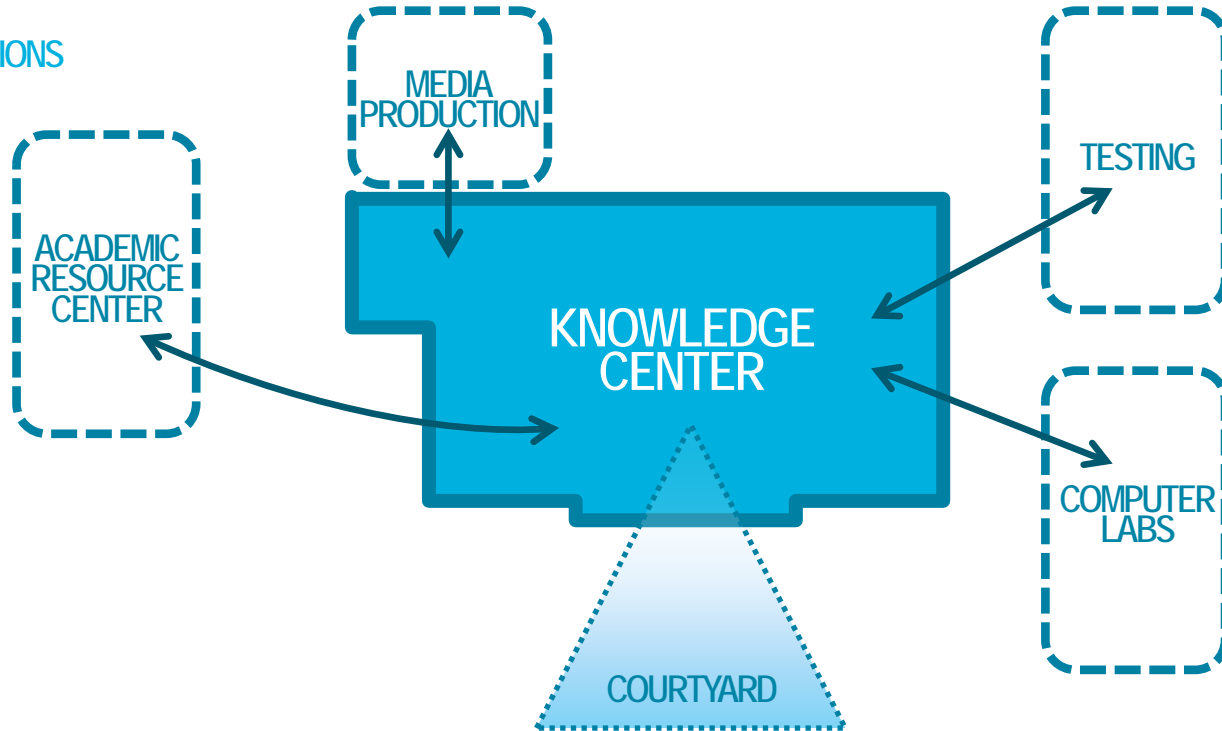 IONS
MEDIA
PRODUCTION
TESTING
ACADEMIC
RESOURCE
CENTER
KNOWLEDGE
CENTER
COMPUTER
LABS
COURTYARD